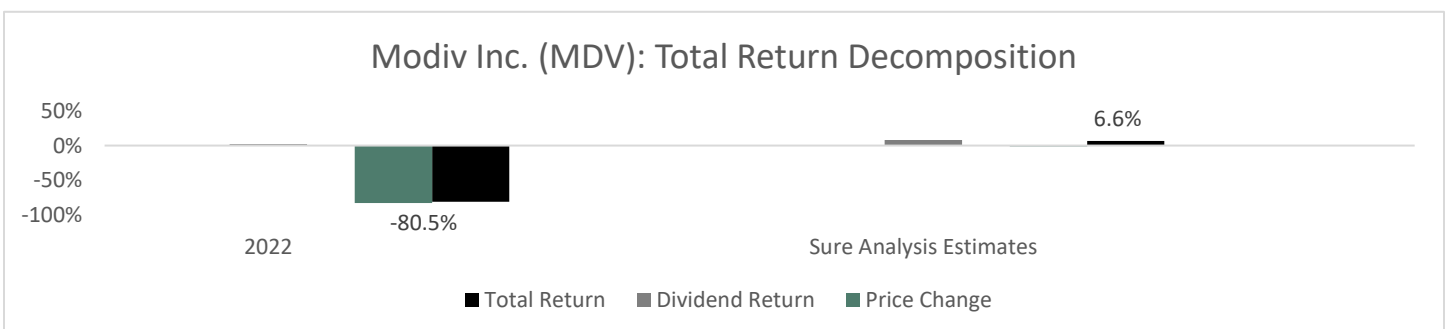 Modiv Inc. (MDV): Total Return Decomposition
50%
6.6%
0%
-50%
-100%
-80.5%
2022
Sure Analysis Estimates
Total Return
Dividend Return
Price Change